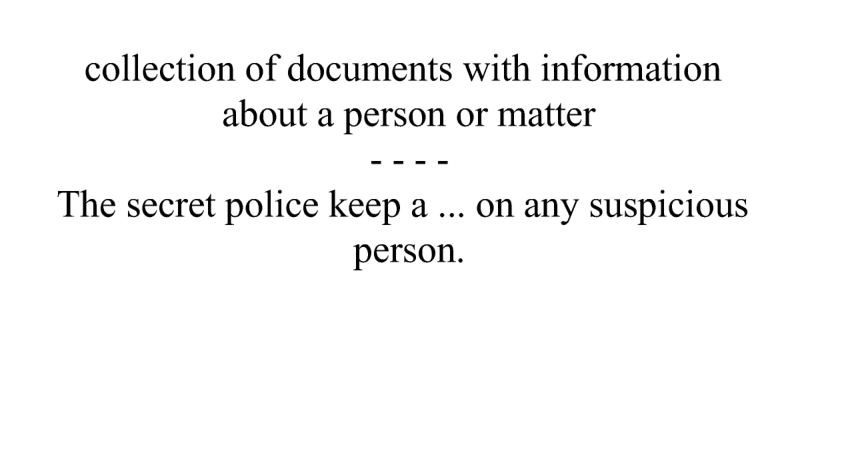 collection of documents with information
about a person or matter
- - - -
The secret police keep a ... on any suspicious
person.